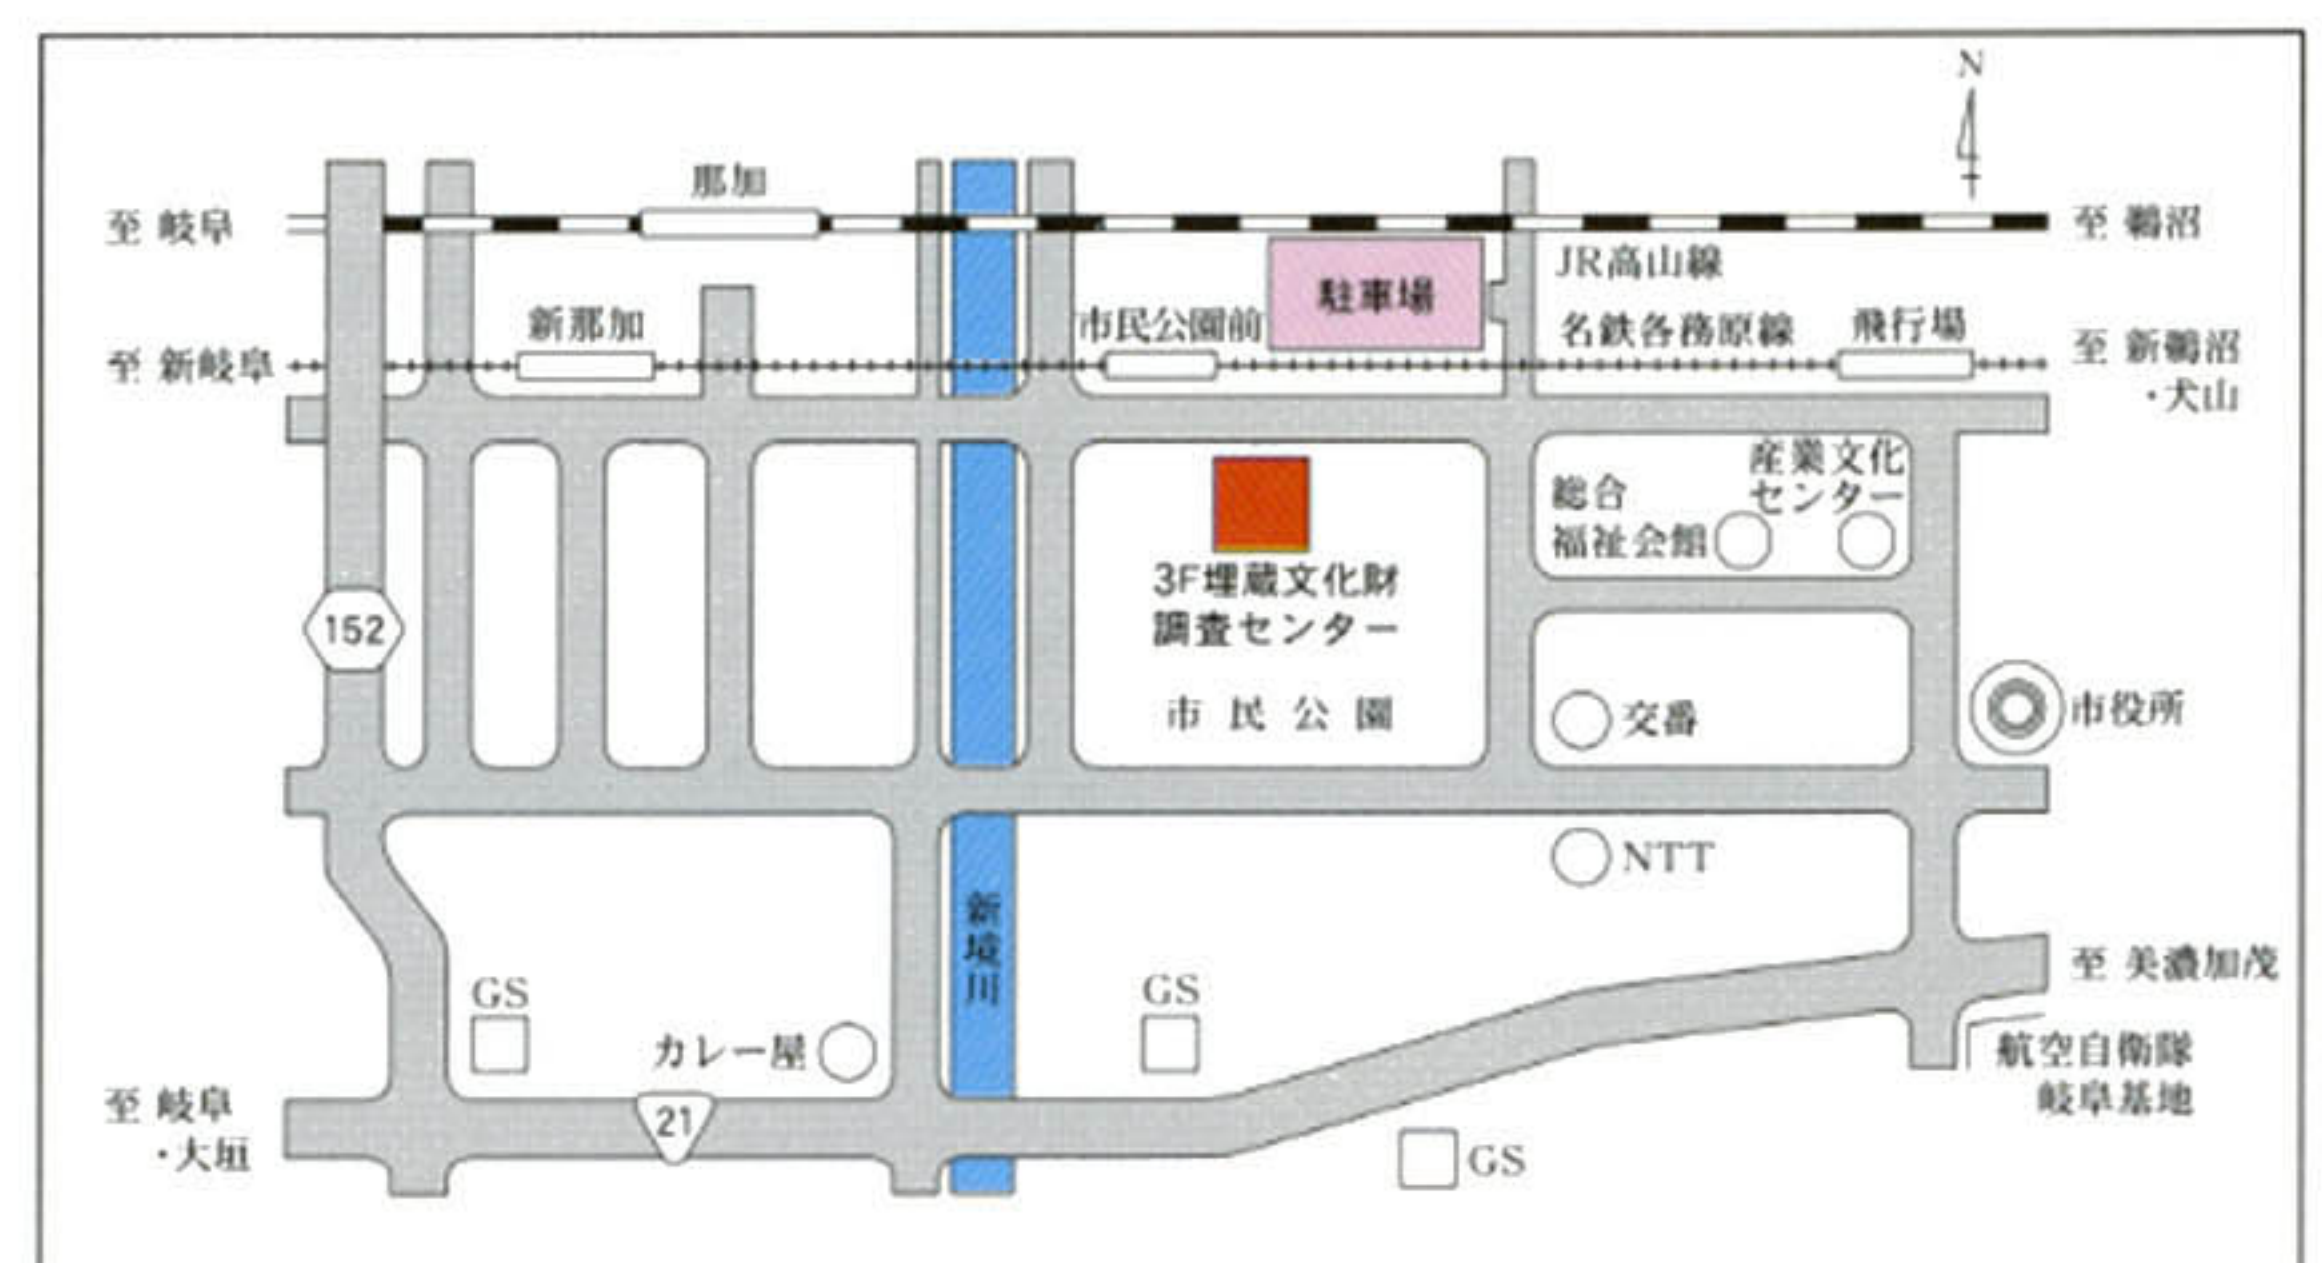 N
那加
至 岐阜
至 鵜沼
JR高山線
駐車場
新那加
市民公園前
名鉄各務原線
飛行場
至 新岐阜
至 新鵜沼
・犬山
産業文化
センター
総合
福祉会館
3F埋蔵文化財
調査センター
152
市民公園
交番
市役所
NTT
新境川
GS
GS
カレー屋
至 美濃加茂
航空自衛隊
岐阜基地
至 岐阜
・大垣
21
GS